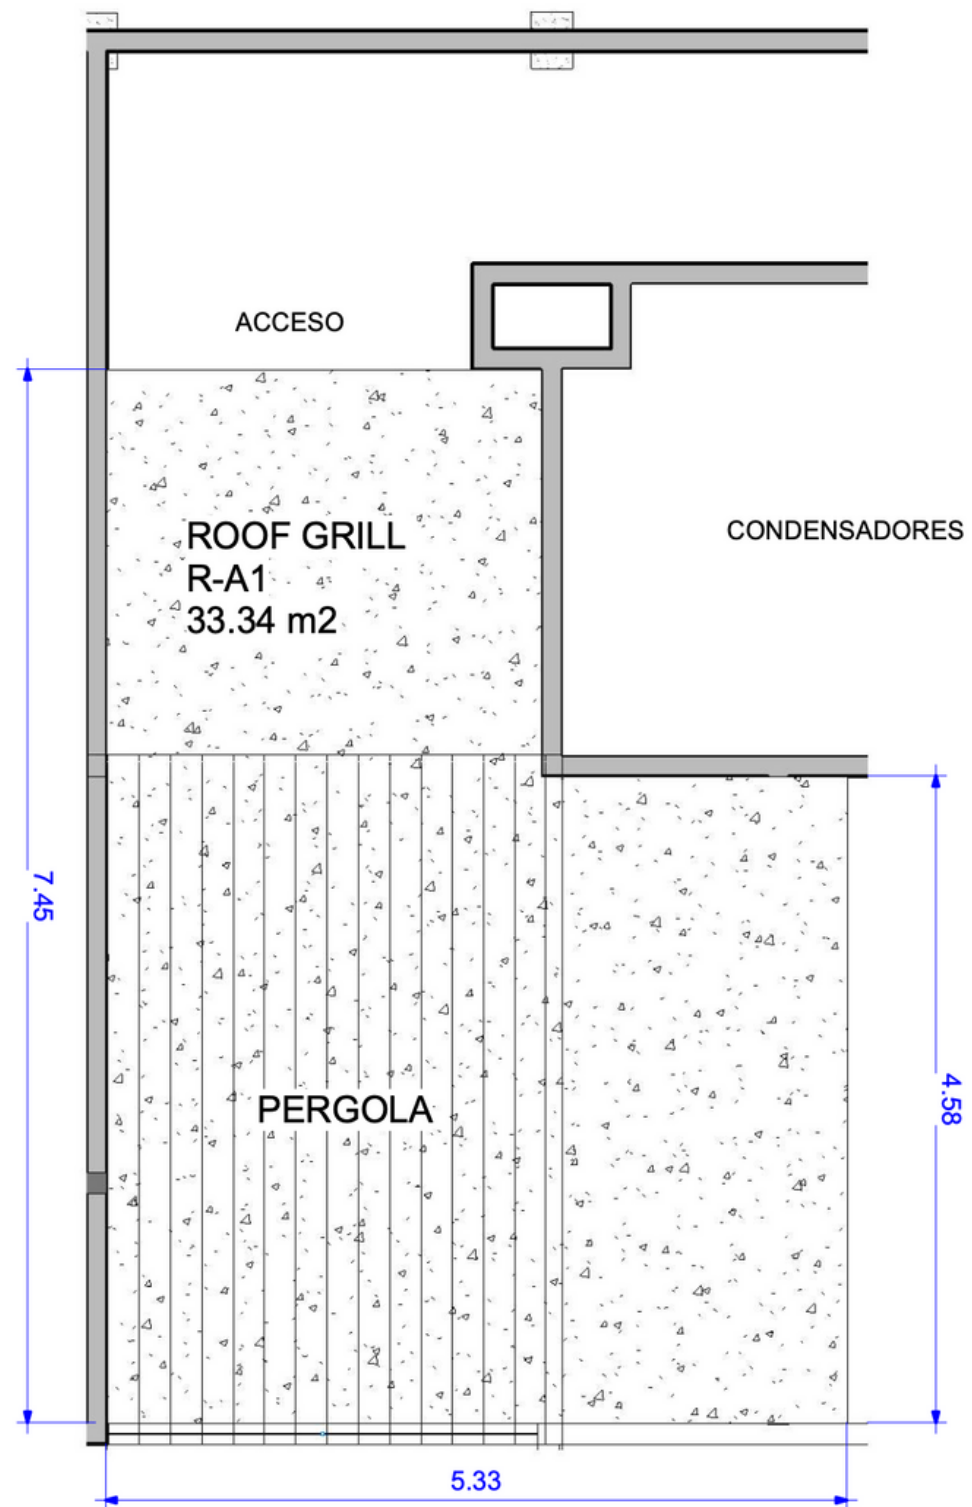 ACCESO
ROOF GRILL
R-A1
33.34 m2
CONDENSADORES
7.45
PERGOLA
4.58
5.33